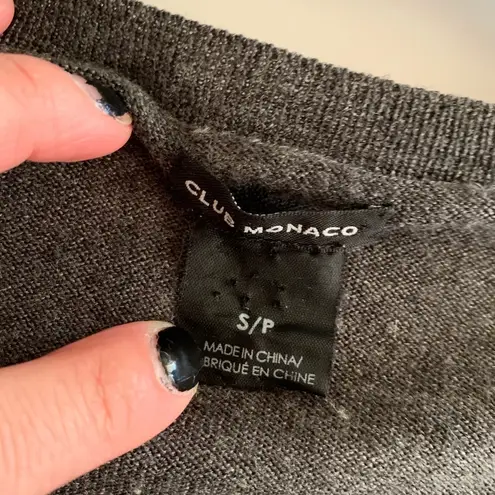 CLUB MONACO
S/P
MADE IN CHINA/
BRIQUÉ EN CHINE